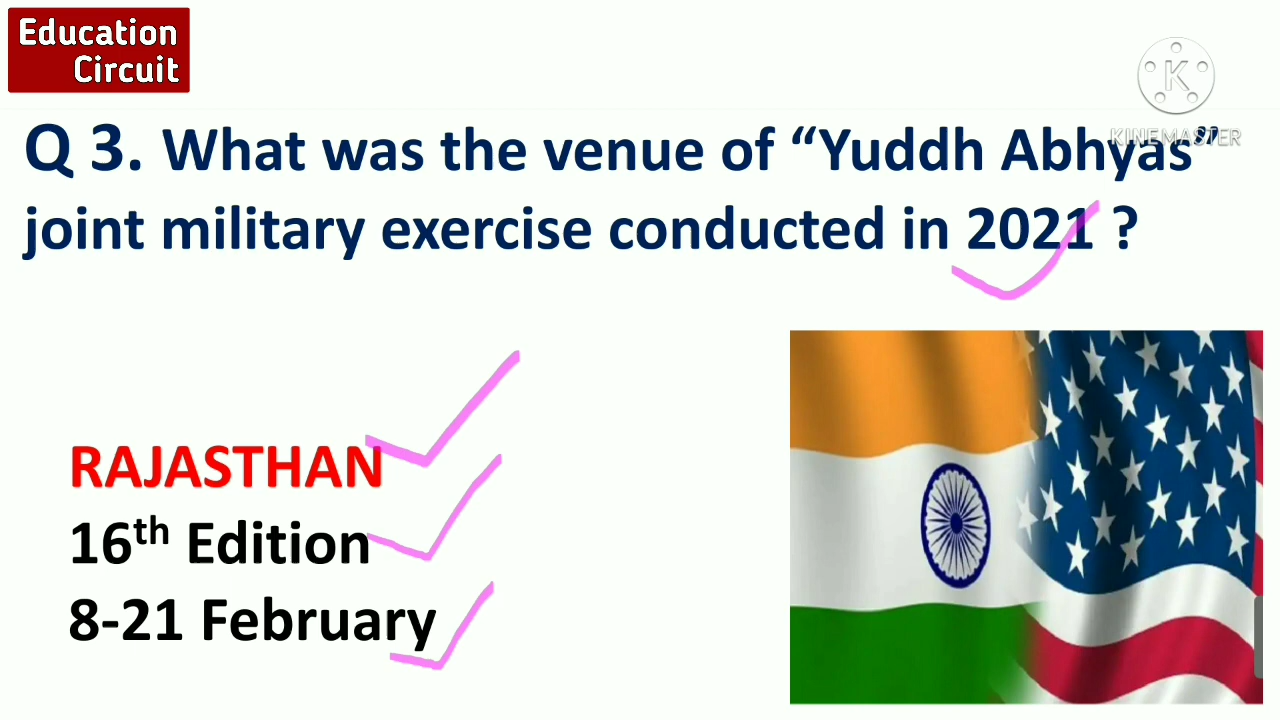 Education
Circuit
K
KINEMASTER
Q 3. What was the venue of “Yuddh Abhyas”
joint military exercise conducted in 2021 ?
RAJASTHAN
16th Edition
8-21 February